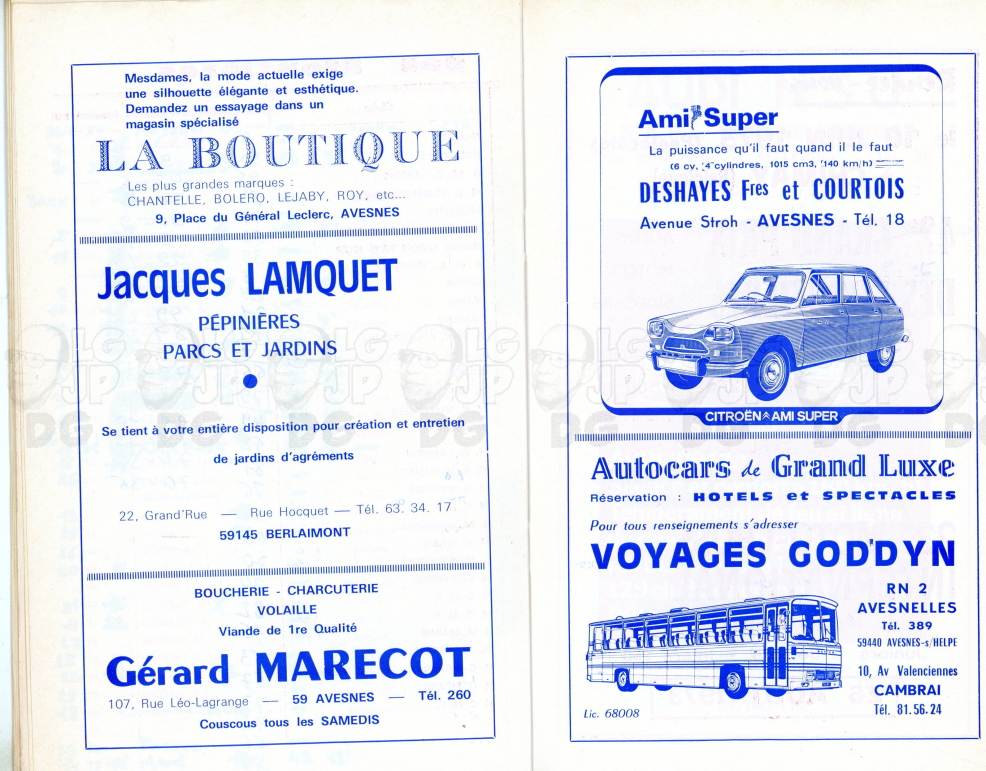 Mesdames, la mode actuelle exige
une silhouette élégante et esthétique.
Demandez un essayage dans un
magasin spécialisé
LA BOUTIQUE
Les plus grandes marques :
CHANTELLE, BOLERO, LEJABY, ROY, etc...
9, Place du Général Leclerc, AVESNES
Jacques LAMQUET
PÉPINIÈRES
PARCS ET JARDINS
Se tient à votre entière disposition pour création et entretien
de jardins d'agréments
22, Grand'Rue — Rue Hocquet — Tél. 63. 34. 17
59145 BERLAIMONT
BOUCHERIE - CHARCUTERIE
VOLAILLE
Viande de 1re Qualité
Gérard MARECOT
107, Rue Léo-Lagrange — 59 AVESNES — Tél. 260
Couscous tous les SAMEDIS
Ami Super
La puissance qu'il faut quand il le faut
(6 cv, 4 cylindres, 1015 cm3, 140 km/h)
DESHAYES Fres et COURTOIS
Avenue Stroh - AVESNES - Tél. 18
CITROËN AMI SUPER
Autocars de Grand Luxe
Réservation : HOTELS et SPECTACLES
Pour tous renseignements s'adresser
VOYAGES GOD'DYN
RN 2
AVESNELLES
Tél. 389
59440 AVESNES-s/HELPE
10, Av Valenciennes
CAMBRAI
Tél. 81.56.24
Lic. 68008
LG
JP
DG